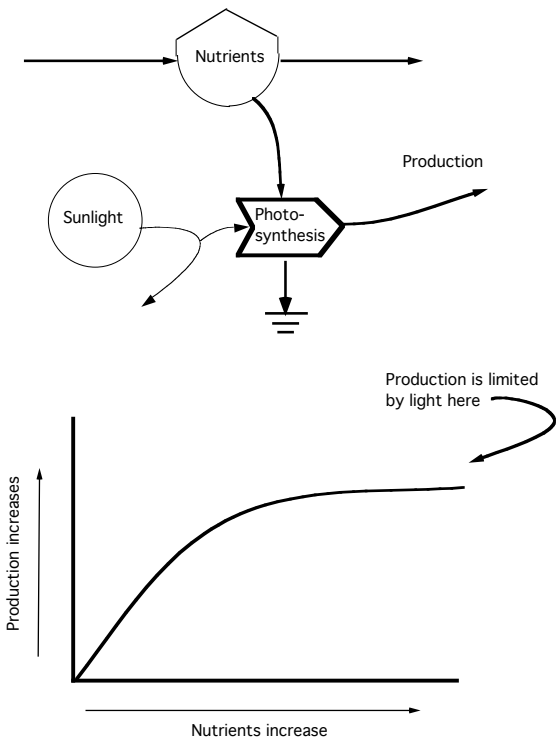 Nutrients
Production
Sunlight
Photo-
synthesis
Production is limited
by light here
Production increases
Nutrients increase